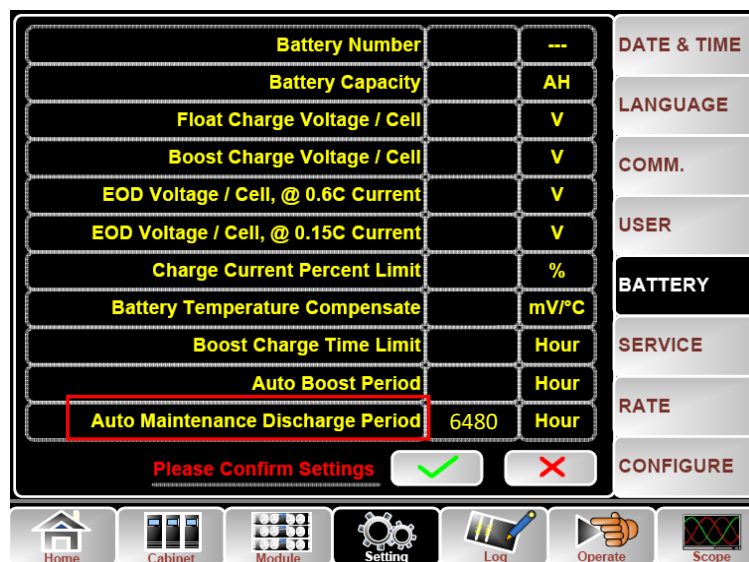 Battery Number ---
Battery Capacity AH
Float Charge Voltage / Cell V
Boost Charge Voltage / Cell V
EOD Voltage / Cell, @ 0.6C Current V
EOD Voltage / Cell, @ 0.15C Current V
Charge Current Percent Limit %
Battery Temperature Compensate mV/°C
Boost Charge Time Limit Hour
Auto Boost Period Hour
Auto Maintenance Discharge Period 6480 Hour
Please Confirm Settings
DATE & TIME
LANGUAGE
COMM.
USER
BATTERY
SERVICE
RATE
CONFIGURE
Home Cabinet Module Setting Log Operate Scope